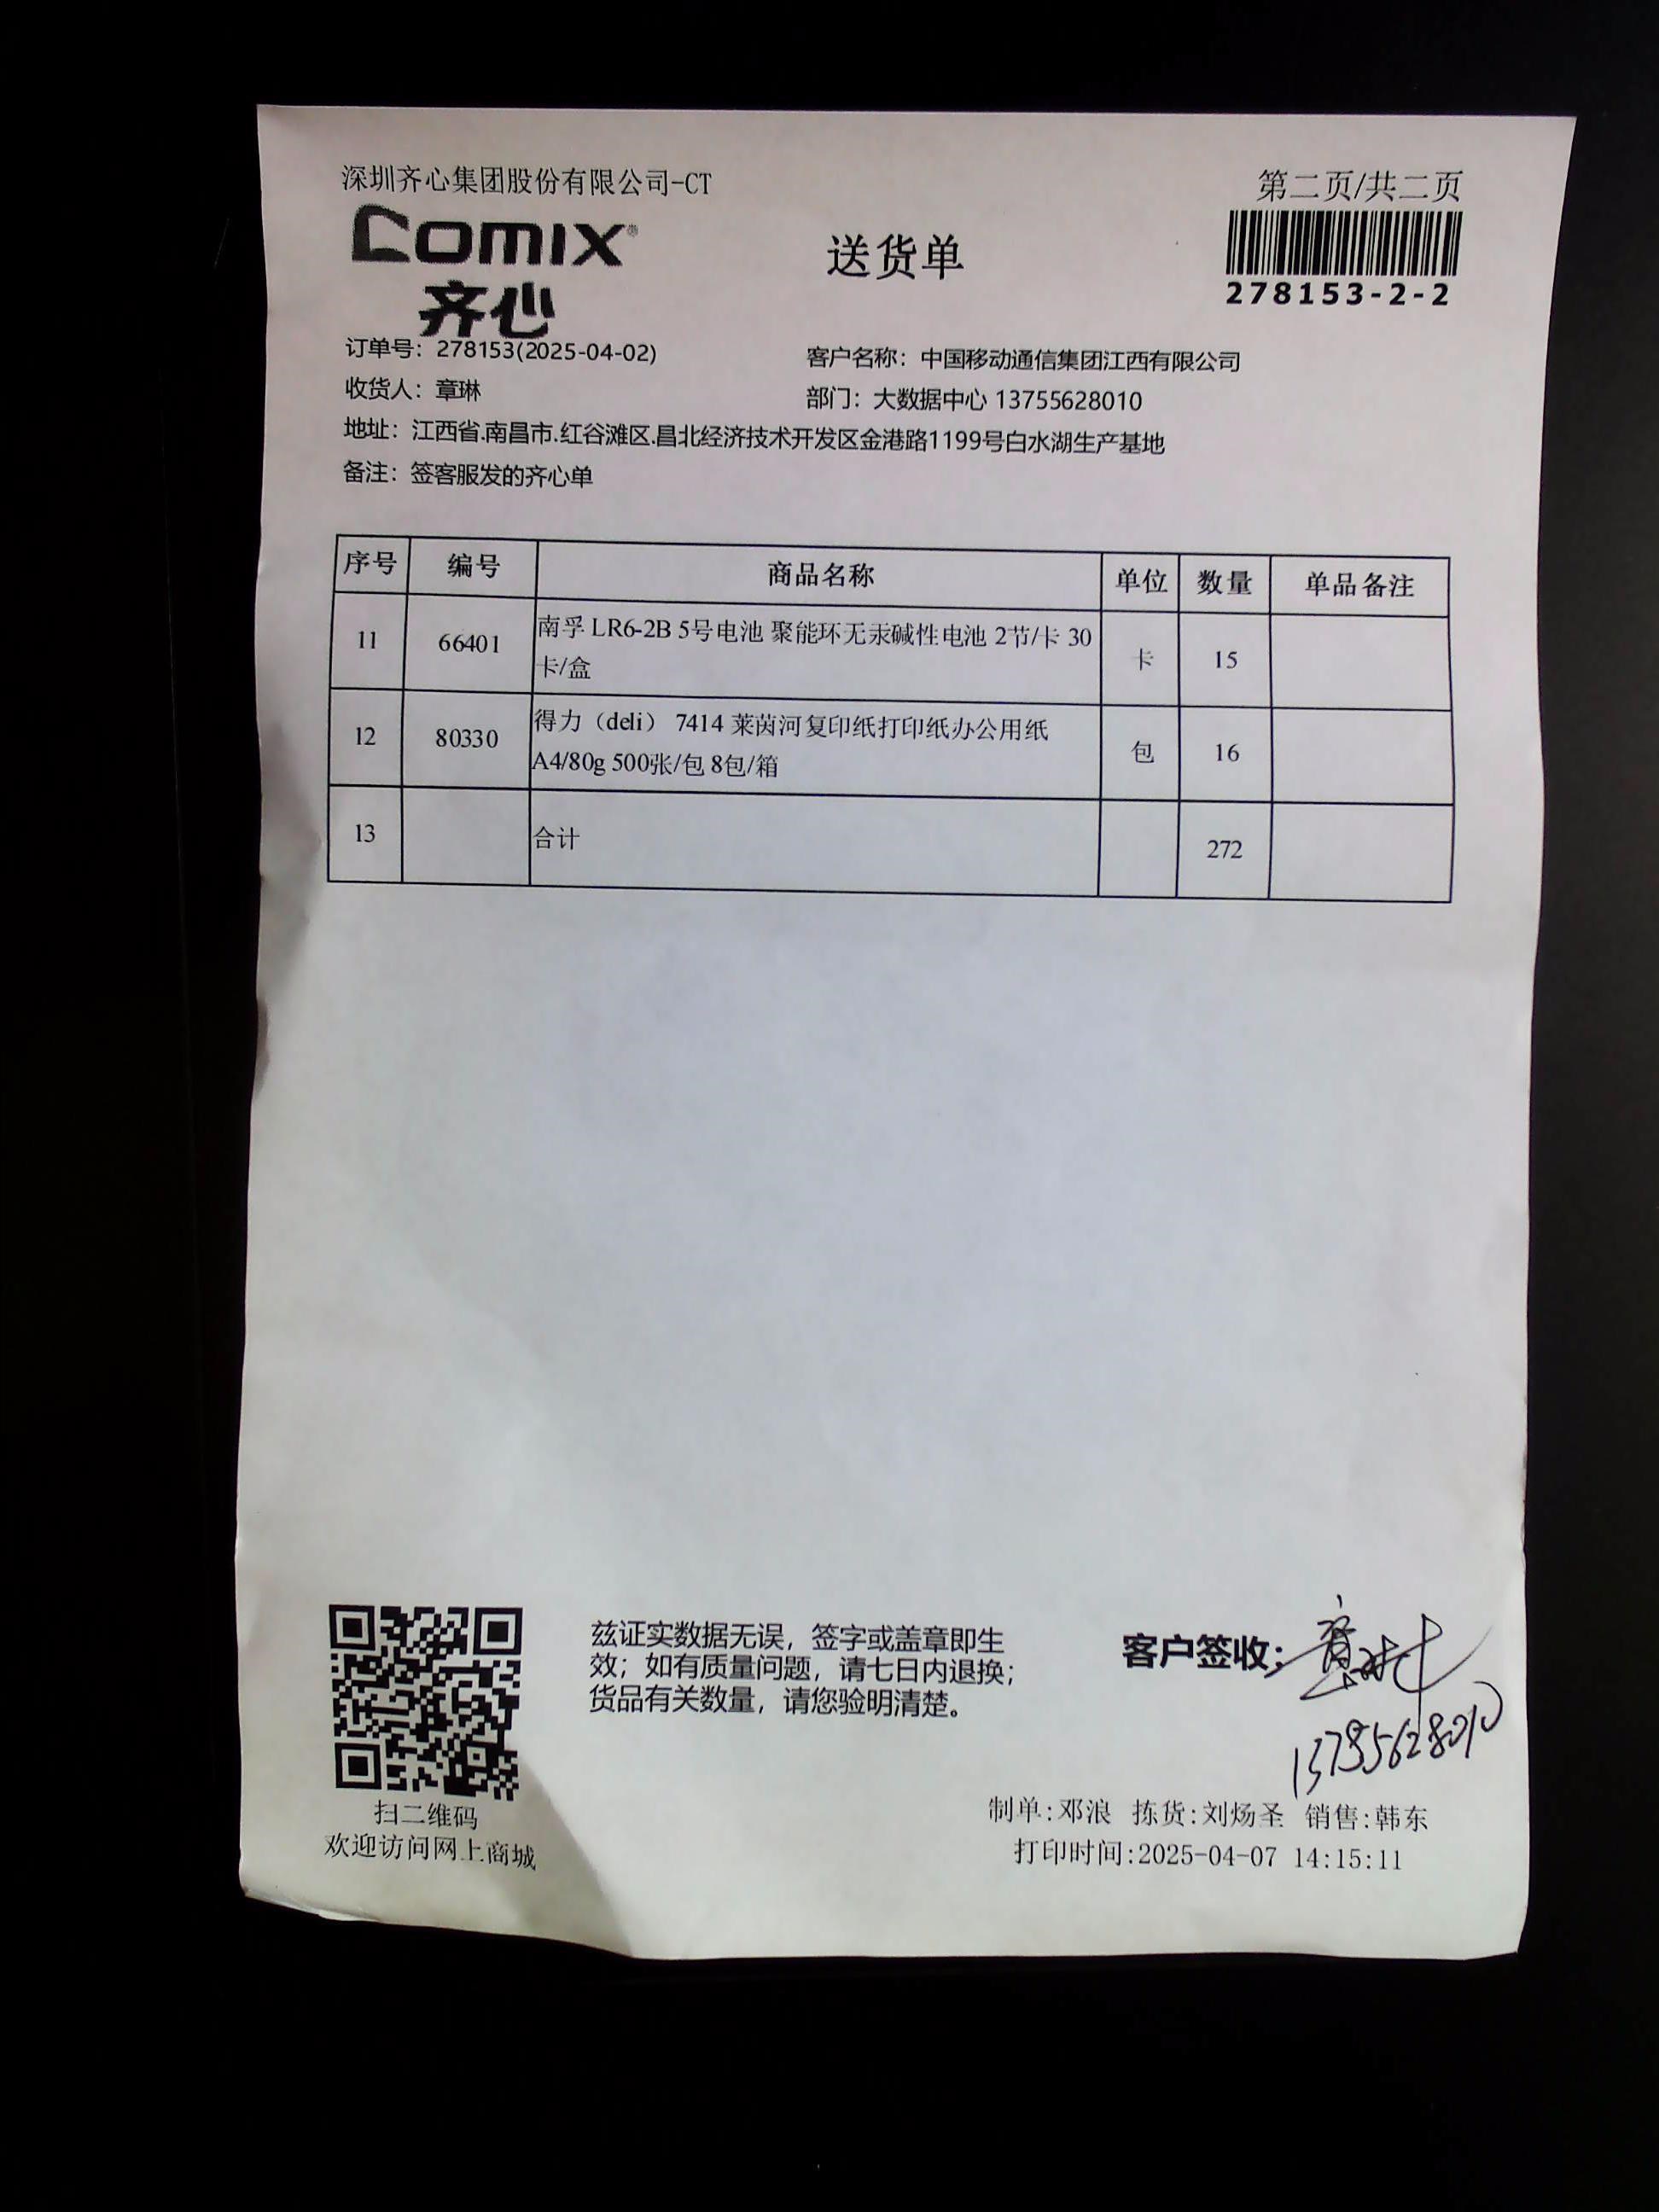 深圳齐心集团股份有限公司-CT
第二页/共二页
COMIX®
齐心
送货单
278153-2-2
订单号：278153(2025-04-02)
客户名称：中国移动通信集团江西有限公司
收货人：章琳
部门：大数据中心 13755628010
地址：江西省.南昌市.红谷滩区.昌北经济技术开发区金港路1199号白水湖生产基地
备注：签客服发的齐心单
序号 编号 商品名称 单位 数量 单品备注
11 66401 南孚 LR6-2B 5号电池 聚能环无汞碱性电池 2节/卡 30
卡/盒 卡 15
12 80330 得力（deli） 7414 莱茵河复印纸打印纸办公用纸
A4/80g 500张/包 8包/箱 包 16
13 合计 272
兹证实数据无误，签字或盖章即生
效；如有质量问题，请七日内退换；
货品有关数量，请您验明清楚。
客户签收：章琳
13755628010
扫二维码
欢迎访问网上商城
制单:邓浪 拣货:刘炀圣 销售:韩东
打印时间:2025-04-07 14:15:11